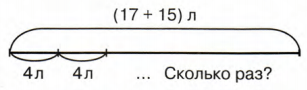 (17 + 15) л
4 л 4 л ... Сколько раз?